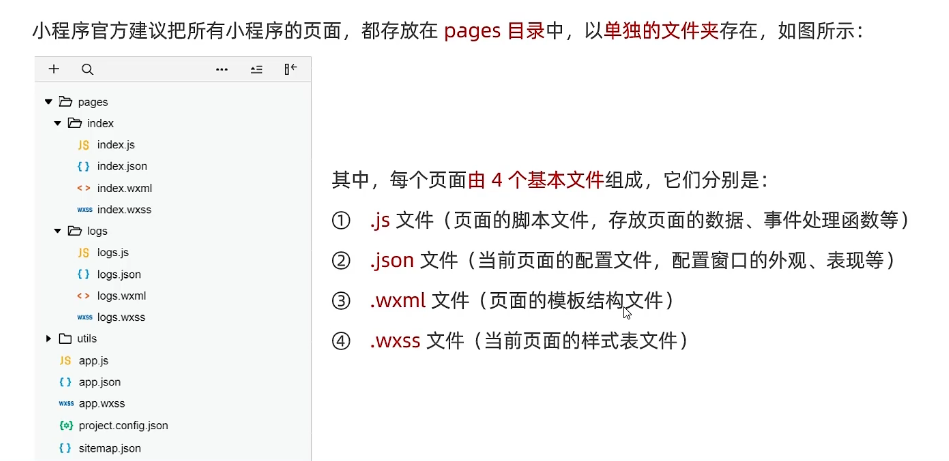 小程序官方建议把所有小程序的页面，都存放在 pages 目录中，以单独的文件夹存在，如图所示：
pages
index
JS index.js
{ } index.json
< > index.wxml
wxss index.wxss
logs
JS logs.js
{ } logs.json
< > logs.wxml
wxss logs.wxss
utils
JS app.js
{ } app.json
wxss app.wxss
{o} project.config.json
{ } sitemap.json
其中，每个页面由 4 个基本文件组成，它们分别是：
① .js 文件（页面的脚本文件，存放页面的数据、事件处理函数等）
② .json 文件（当前页面的配置文件，配置窗口的外观、表现等）
③ .wxml 文件（页面的模板结构文件）
④ .wxss 文件（当前页面的样式表文件）